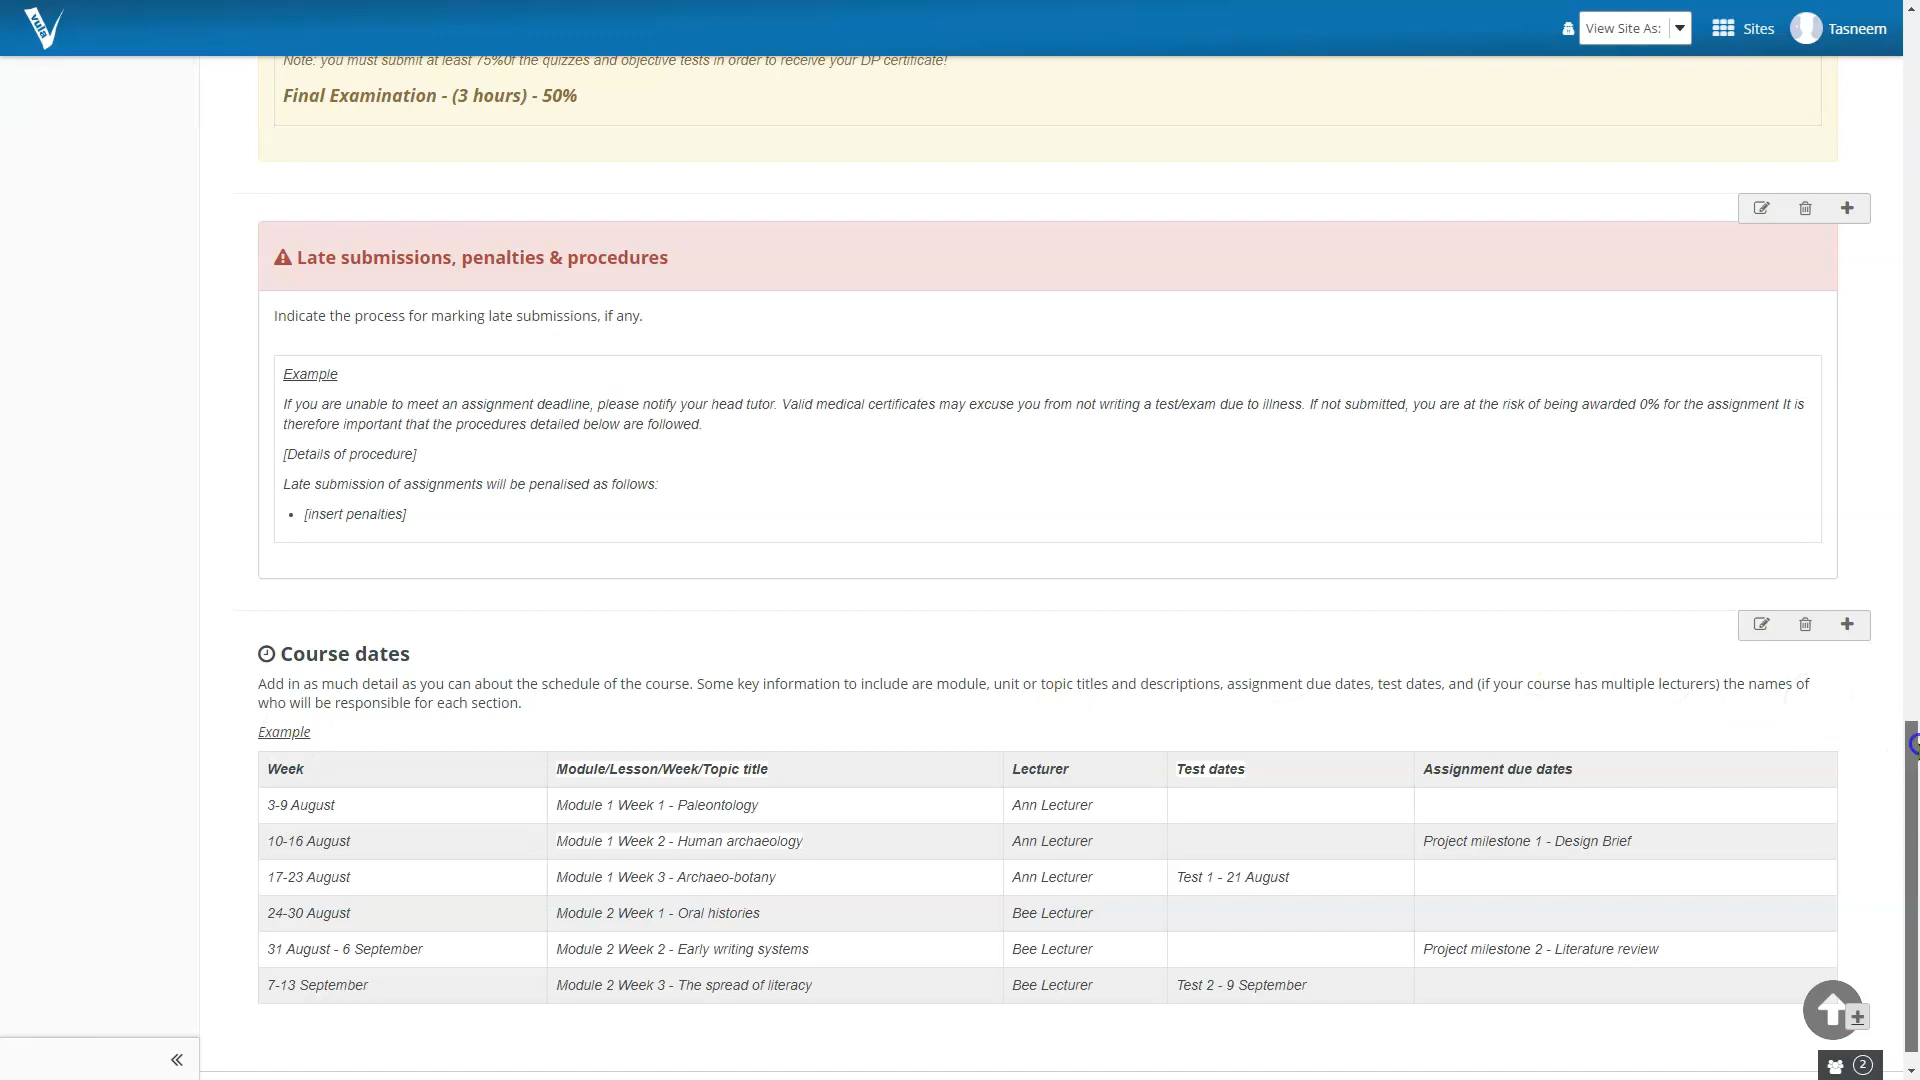 vula
View Site As:
Sites
Tasneem
Note: you must submit at least 75%0f the quizzes and objective tests in order to receive your DP certificate!
Final Examination - (3 hours) - 50%
Late submissions, penalties & procedures
Indicate the process for marking late submissions, if any.
Example
If you are unable to meet an assignment deadline, please notify your head tutor. Valid medical certificates may excuse you from not writing a test/exam due to illness. If not submitted, you are at the risk of being awarded 0% for the assignment It is
therefore important that the procedures detailed below are followed.
[Details of procedure]
Late submission of assignments will be penalised as follows:
• [insert penalties]
Course dates
Add in as much detail as you can about the schedule of the course. Some key information to include are module, unit or topic titles and descriptions, assignment due dates, test dates, and (if your course has multiple lecturers) the names of
who will be responsible for each section.
Example
Week Module/Lesson/Week/Topic title Lecturer Test dates Assignment due dates
3-9 August Module 1 Week 1 - Paleontology Ann Lecturer
10-16 August Module 1 Week 2 - Human archaeology Ann Lecturer Project milestone 1 - Design Brief
17-23 August Module 1 Week 3 - Archaeo-botany Ann Lecturer Test 1 - 21 August
24-30 August Module 2 Week 1 - Oral histories Bee Lecturer
31 August - 6 September Module 2 Week 2 - Early writing systems Bee Lecturer Project milestone 2 - Literature review
7-13 September Module 2 Week 3 - The spread of literacy Bee Lecturer Test 2 - 9 September
2